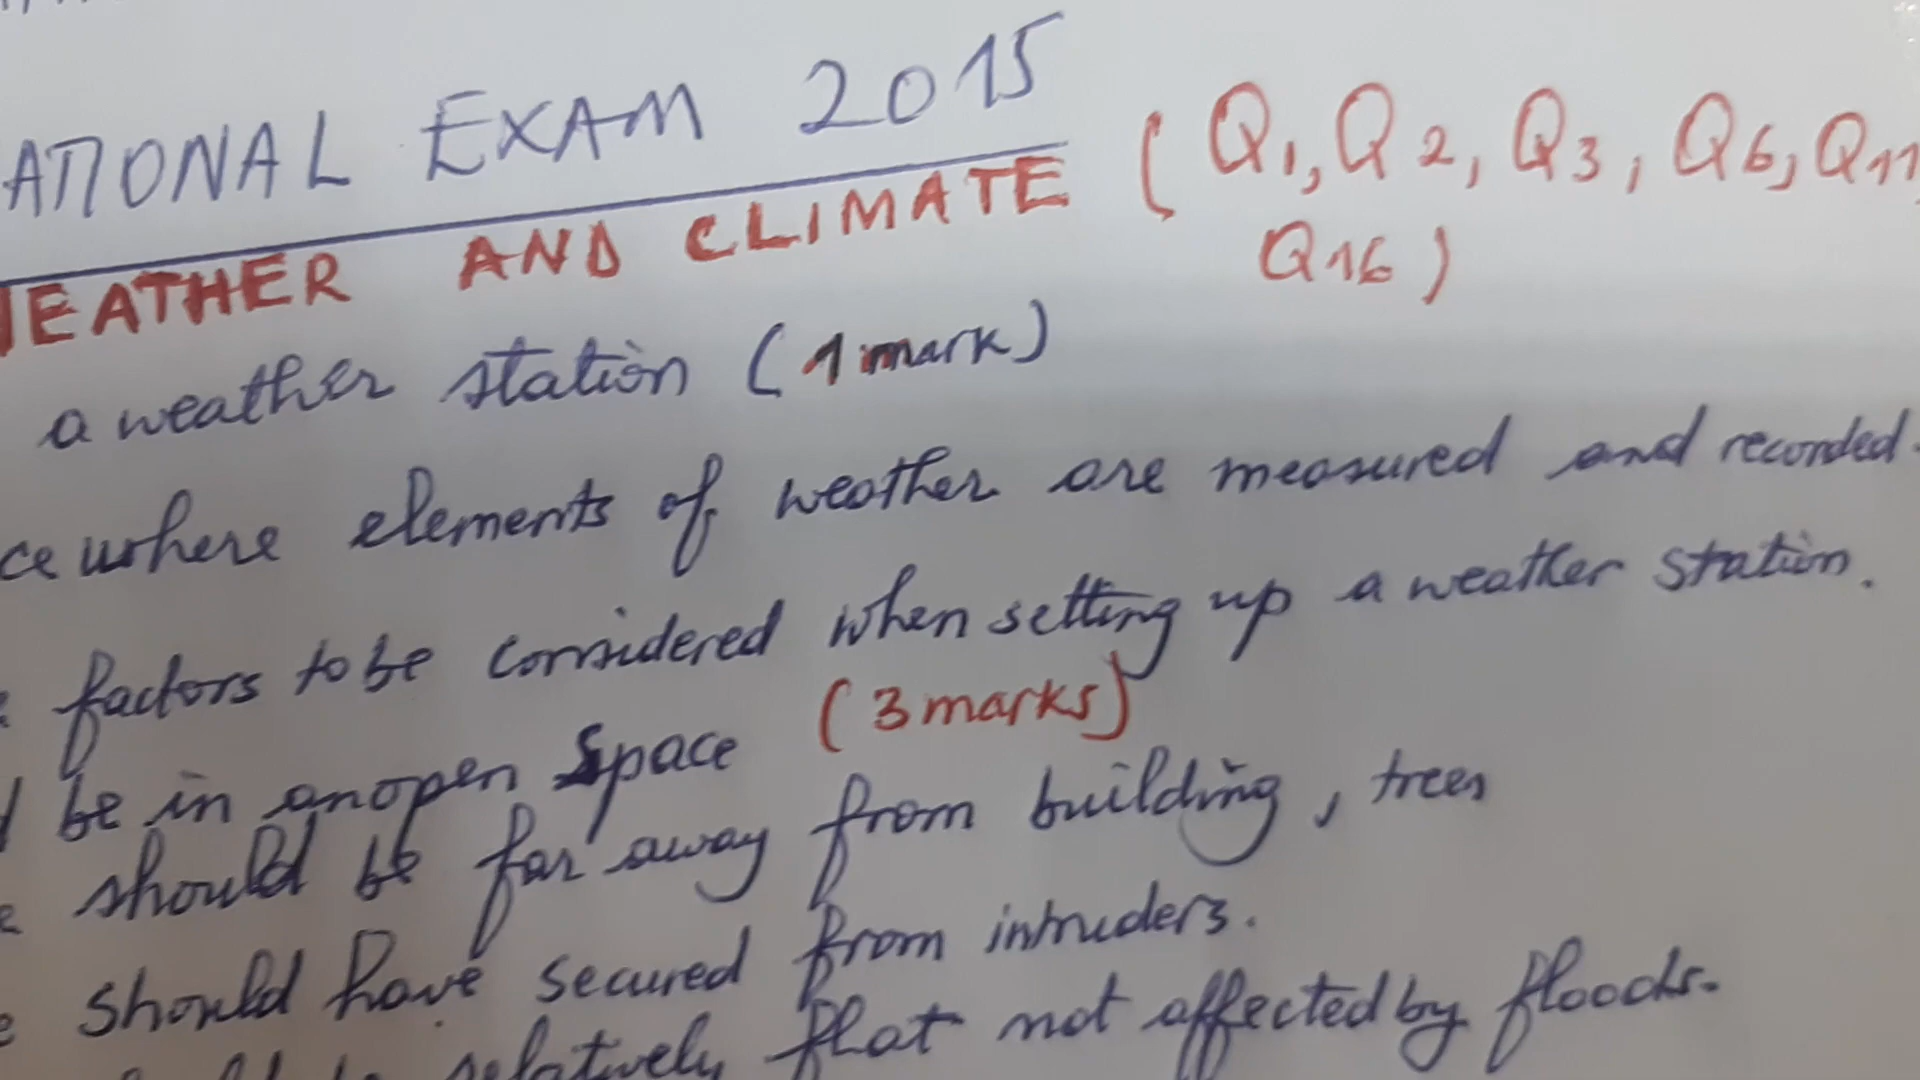 ATIONAL EXAM 2015
EATHER AND CLIMATE (Q1, Q2, Q3, Q6, Q11,
Q16)
a weather station (1 mark)
ce where elements of weather are measured and recorded.
factors to be considered when setting up a weather station.
(3 marks)
be in an open space
should be far away from building, trees
should have secured from intruders.
relatively flat not affected by floods.